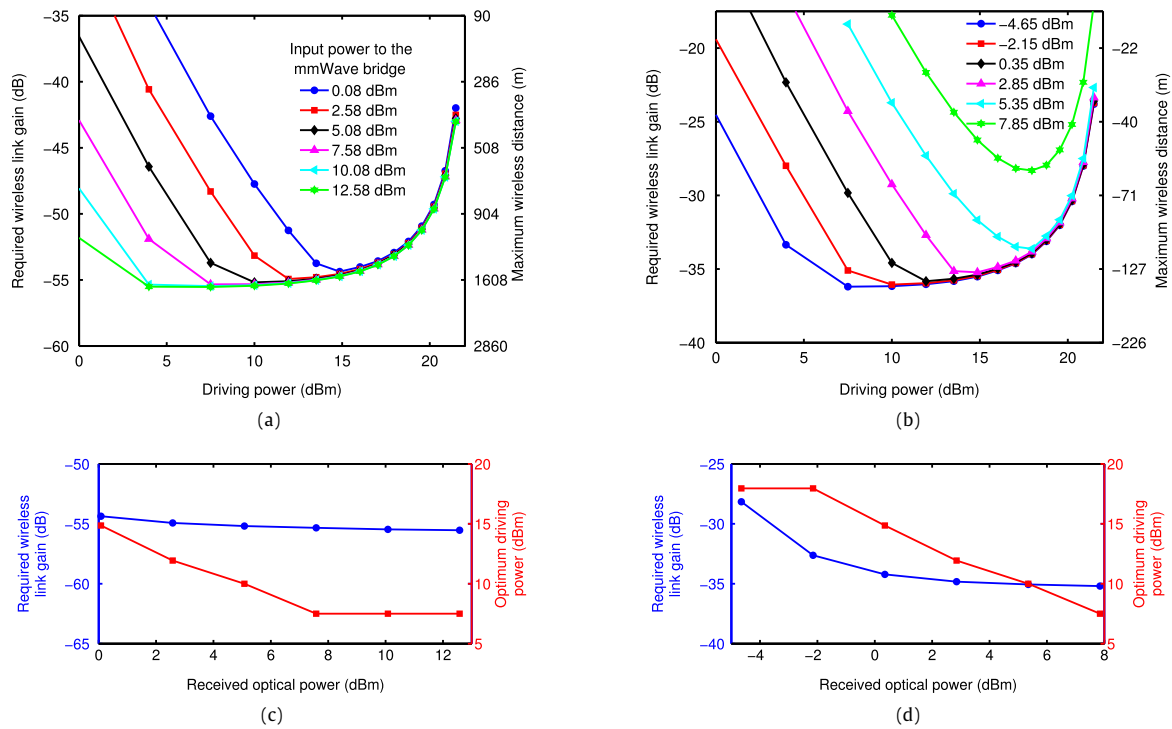 Required wireless link gain (dB)
−35
−40
−45
−50
−55
−60
0
5
10
15
20
Driving power (dBm)
90
286
508
904
1608
2860
Maximum wireless distance (m)
Input power to the
mmWave bridge
0.08 dBm
2.58 dBm
5.08 dBm
7.58 dBm
10.08 dBm
12.58 dBm
(a)
Required wireless link gain (dB)
−20
−25
−30
−35
−40
0
5
10
15
20
Driving power (dBm)
−22
−40
−71
−127
−226
Maximum wireless distance (m)
−4.65 dBm
−2.15 dBm
0.35 dBm
2.85 dBm
5.35 dBm
7.85 dBm
(b)
Required wireless
link gain (dB)
−50
−55
−60
−65
0
2
4
6
8
10
12
Received optical power (dBm)
20
15
10
5
Optimum driving
power (dBm)
(c)
Required wireless
link gain (dB)
−25
−30
−35
−40
−4
−2
0
2
4
6
8
Received optical power (dBm)
20
15
10
5
Optimum driving
power (dBm)
(d)